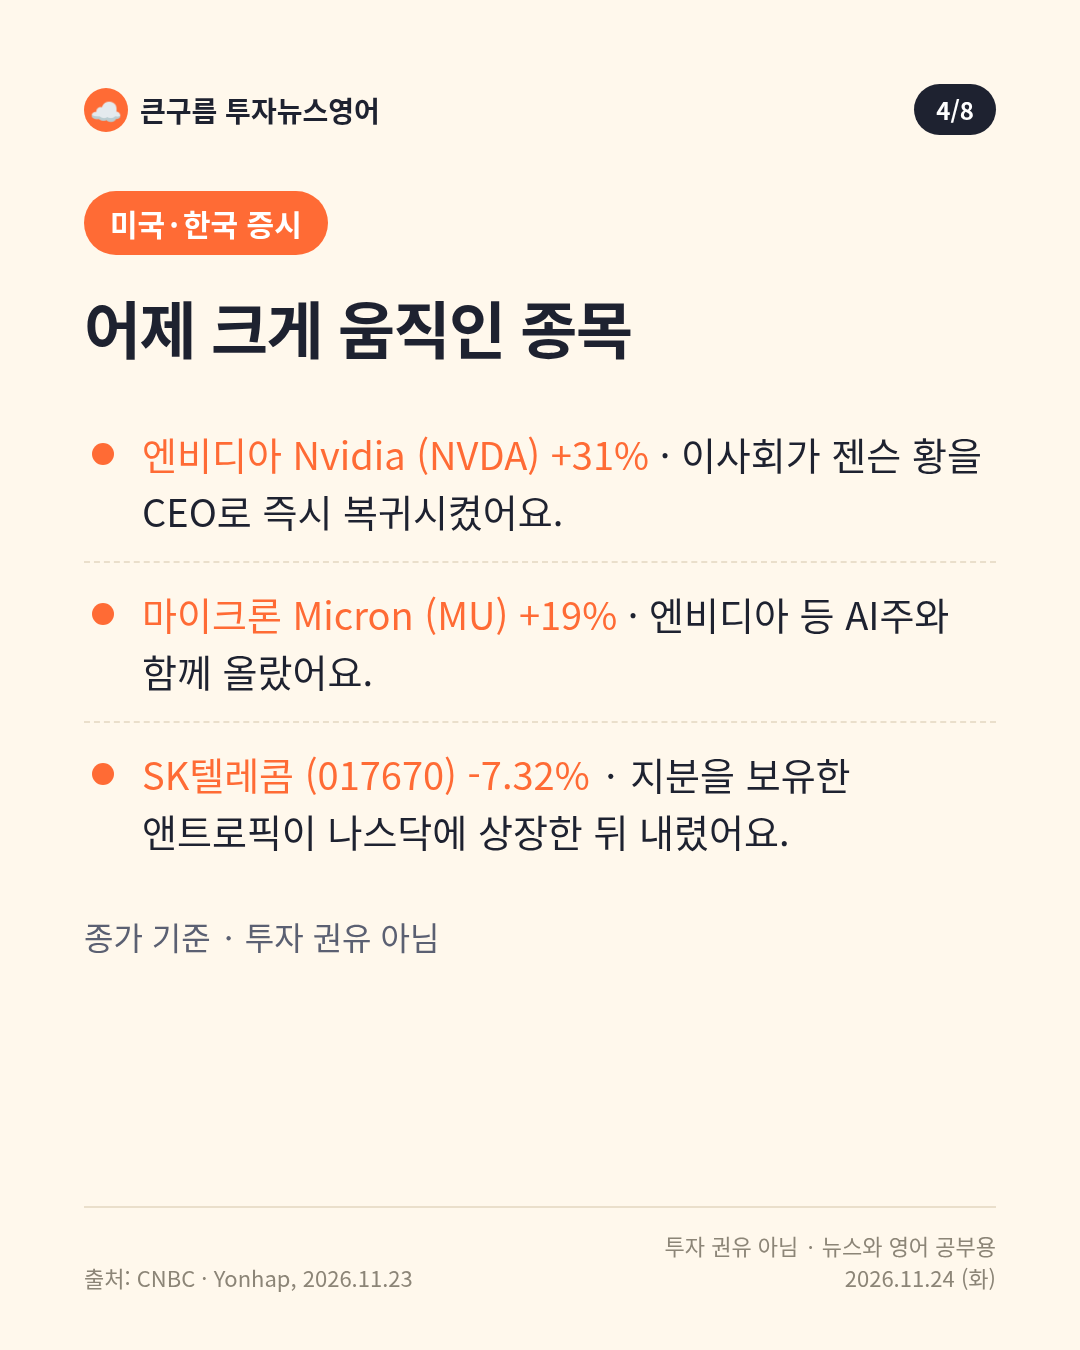 큰구름 투자뉴스영어
4/8
미국·한국 증시
어제 크게 움직인 종목
엔비디아 Nvidia (NVDA) +31% · 이사회가 젠슨 황을
CEO로 즉시 복귀시켰어요.
마이크론 Micron (MU) +19% · 엔비디아 등 AI주와
함께 올랐어요.
SK텔레콤 (017670) -7.32% · 지분을 보유한
앤트로픽이 나스닥에 상장한 뒤 내렸어요.
종가 기준 · 투자 권유 아님
투자 권유 아님 · 뉴스와 영어 공부용
출처: CNBC · Yonhap, 2026.11.23
2026.11.24 (화)